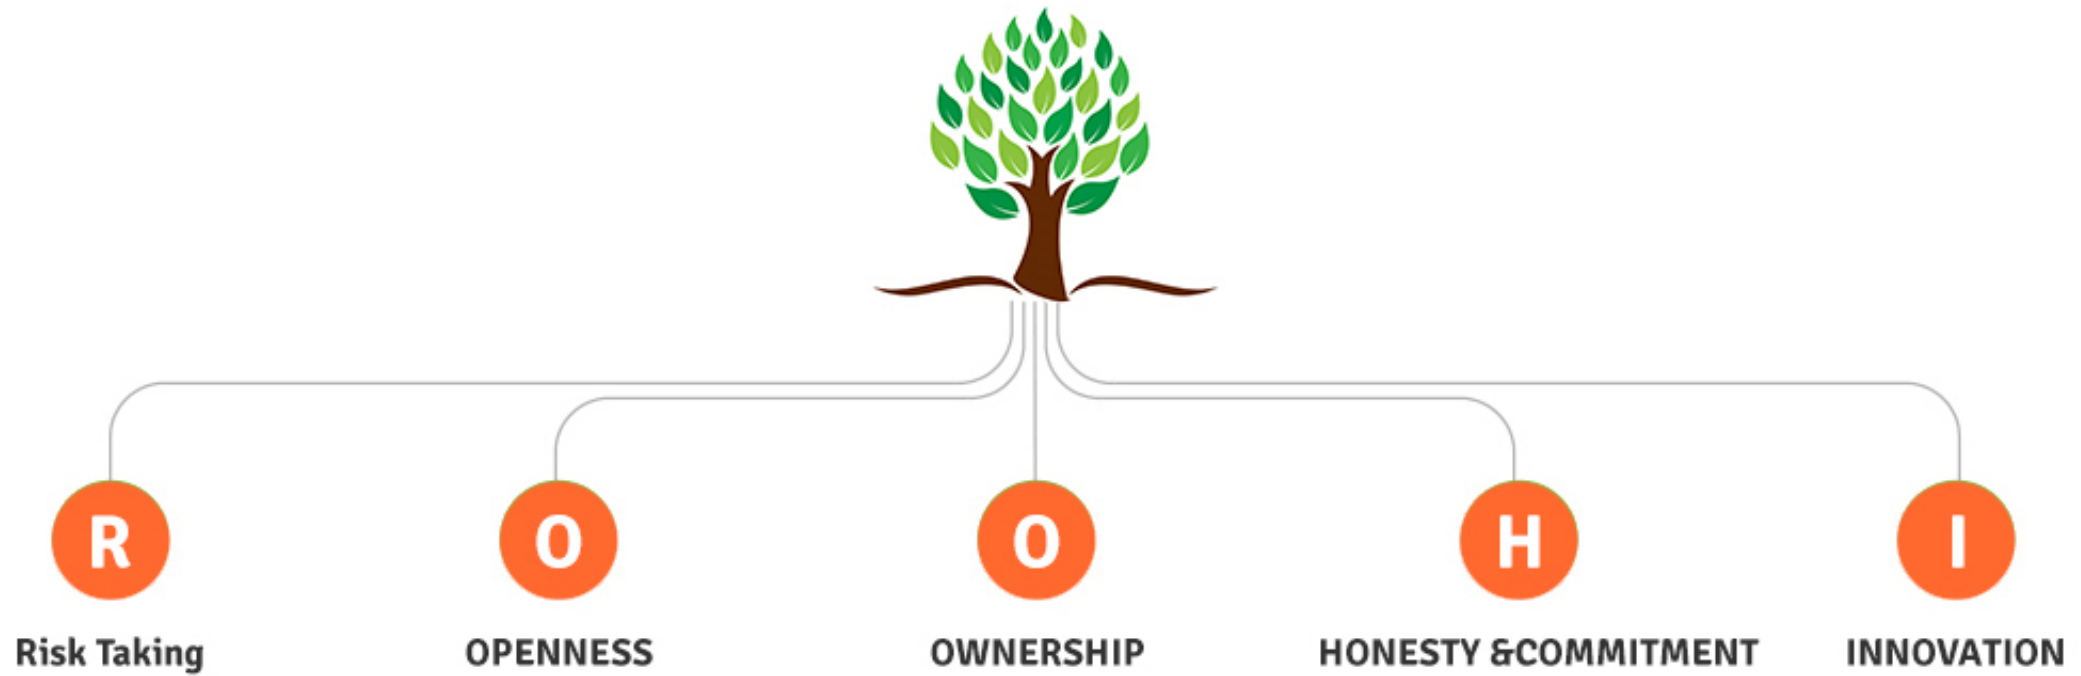 R O O H I
Risk Taking OPENNESS OWNERSHIP HONESTY &COMMITMENT INNOVATION